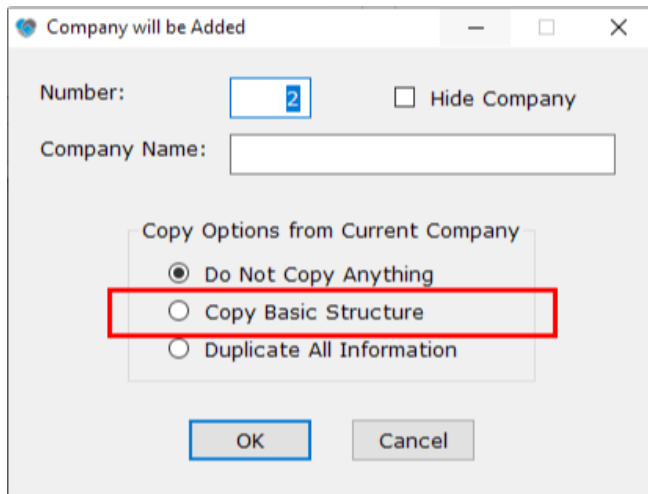 Company will be Added
Number: 2 Hide Company
Company Name:
Copy Options from Current Company
Do Not Copy Anything
Copy Basic Structure
Duplicate All Information
OK Cancel